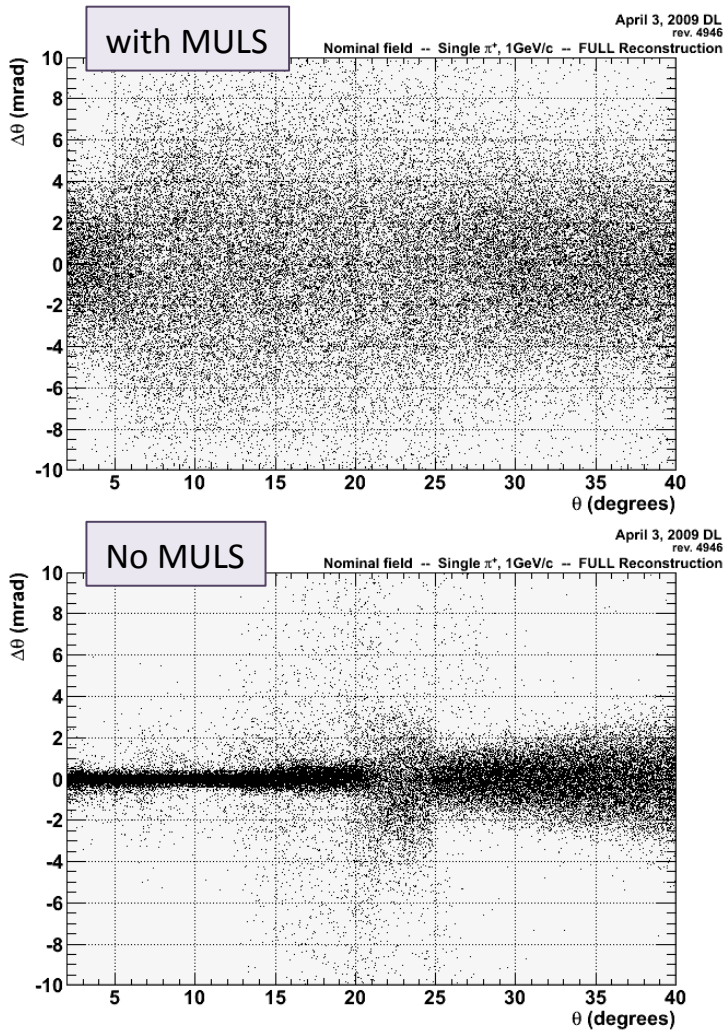 with MULS
April 3, 2009 DL
rev. 4946
Nominal field -- Single π⁺, 1GeV/c -- FULL Reconstruction
Δθ (mrad)
10
8
6
4
2
0
-2
-4
-6
-8
-10
5 10 15 20 25 30 35 40
θ (degrees)
No MULS
April 3, 2009 DL
rev. 4946
Nominal field -- Single π⁺, 1GeV/c -- FULL Reconstruction
Δθ (mrad)
10
8
6
4
2
0
-2
-4
-6
-8
-10
5 10 15 20 25 30 35 40
θ (degrees)